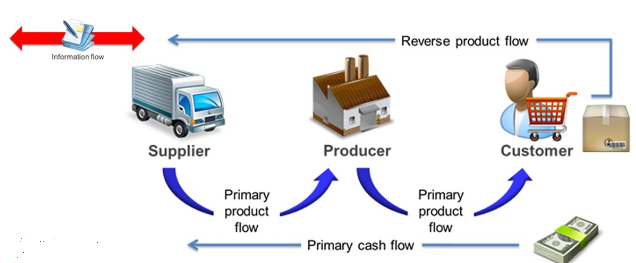 Reverse product flow
Information flow
Supplier
Producer
Customer
Primary
product
flow
Primary
product
flow
Primary cash flow